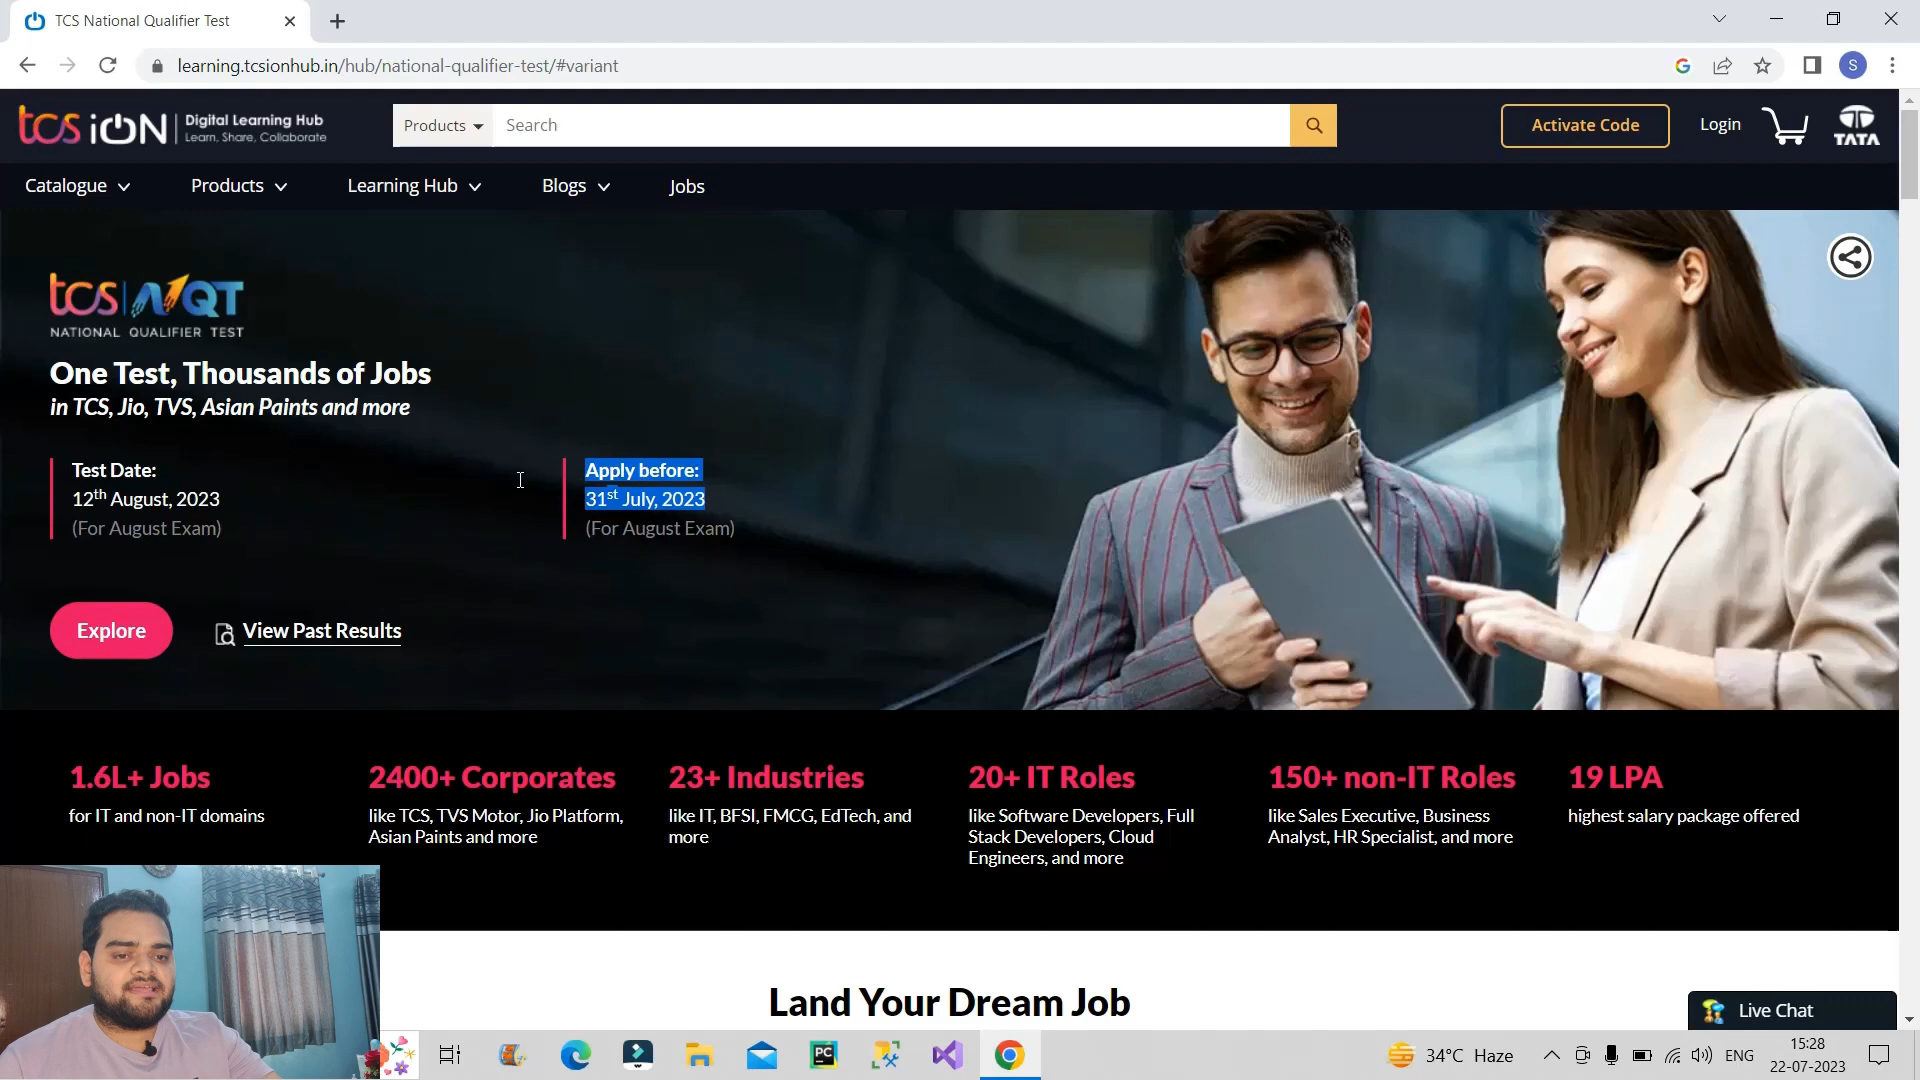 TCS National Qualifier Test
learning.tcsionhub.in/hub/national-qualifier-test/#variant
S
tcs iON
Digital Learning Hub
Learn. Share. Collaborate
Products
Search
Activate Code
Login
TATA
Catalogue
Products
Learning Hub
Blogs
Jobs
tcs NQT
NATIONAL QUALIFIER TEST
One Test, Thousands of Jobs
in TCS, Jio, TVS, Asian Paints and more
Test Date:
12th August, 2023
(For August Exam)
Apply before:
31st July, 2023
(For August Exam)
Explore
View Past Results
1.6L+ Jobs
for IT and non-IT domains
2400+ Corporates
like TCS, TVS Motor, Jio Platform,
Asian Paints and more
23+ Industries
like IT, BFSI, FMCG, EdTech, and
more
20+ IT Roles
like Software Developers, Full
Stack Developers, Cloud
Engineers, and more
150+ non-IT Roles
like Sales Executive, Business
Analyst, HR Specialist, and more
19 LPA
highest salary package offered
Land Your Dream Job
Live Chat
PC
34°C Haze
ENG
15:28
22-07-2023